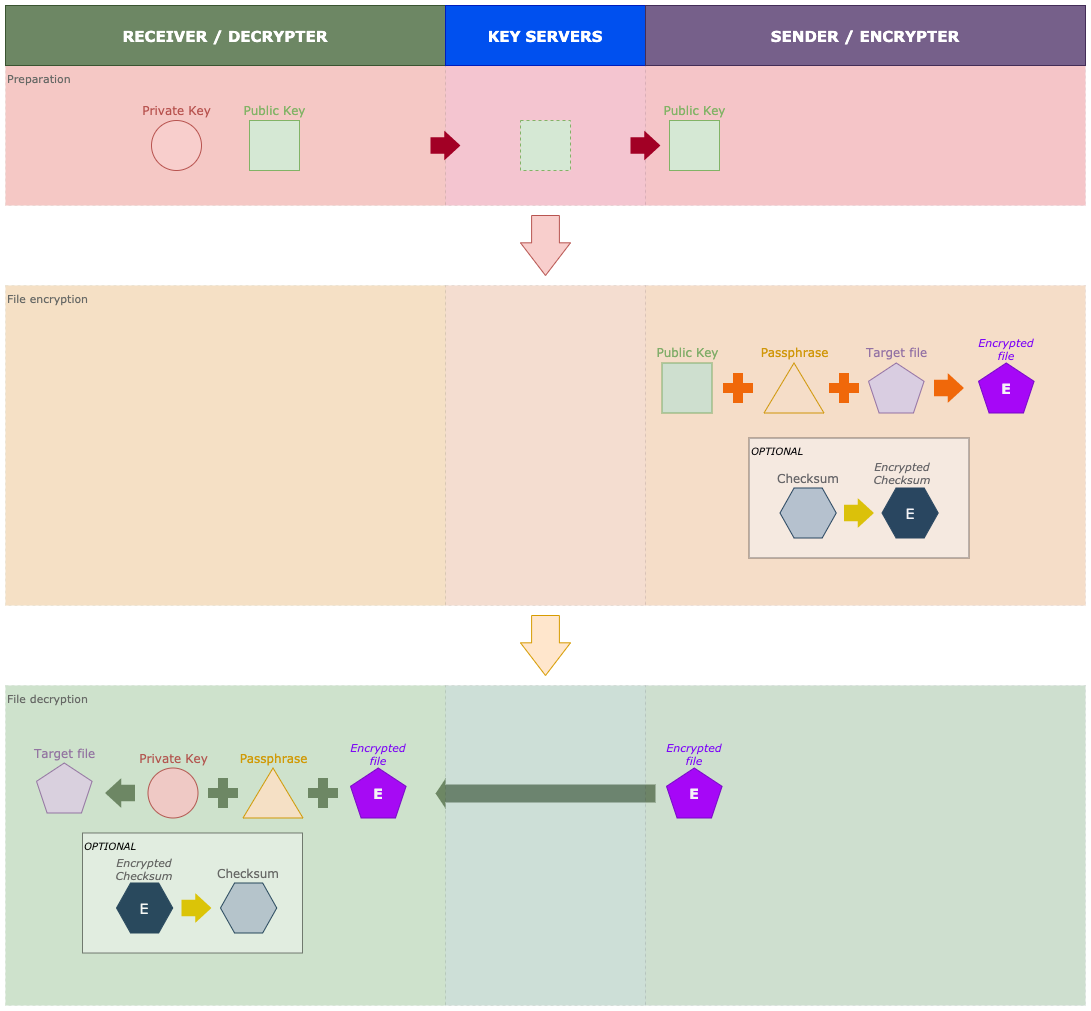 RECEIVER / DECRYPTER
KEY SERVERS
SENDER / ENCRYPTER
Preparation
Private Key
Public Key
Public Key
File encryption
Public Key
Passphrase
Target file
Encrypted
file
E
OPTIONAL
Checksum
Encrypted
Checksum
E
File decryption
Target file
Private Key
Passphrase
Encrypted
file
E
Encrypted
file
E
OPTIONAL
Encrypted
Checksum
E
Checksum